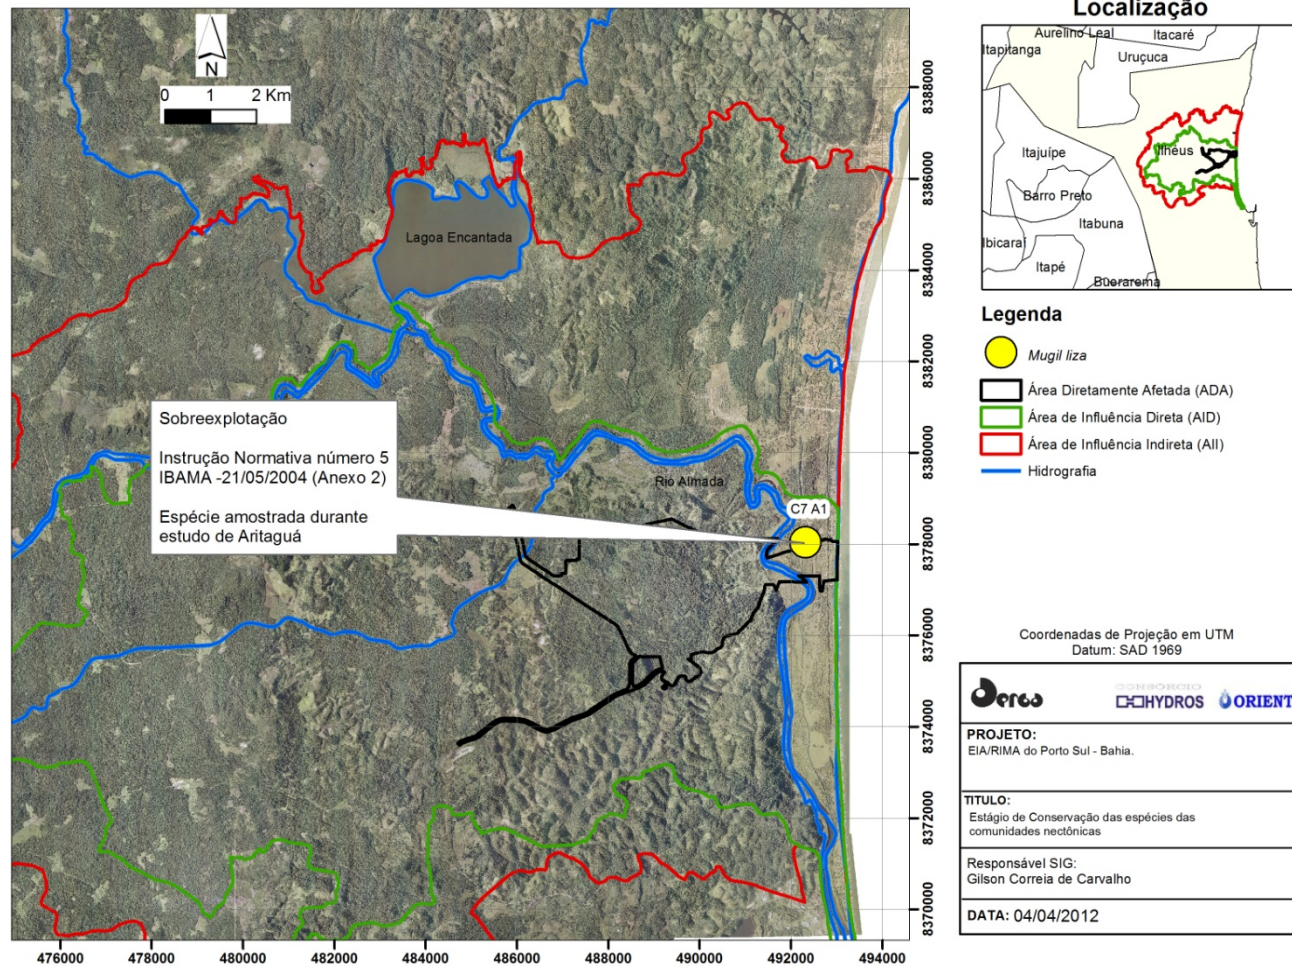 N
0 1 2 Km
Lagoa Encantada
Sobreexplotação
Instrução Normativa número 5
IBAMA -21/05/2004 (Anexo 2)
Espécie amostrada durante
estudo de Aritaguá
Rio Almada
C7 A1
8388000
8386000
8384000
8382000
8380000
8378000
8376000
8374000
8372000
8370000
476000 478000 480000 482000 484000 486000 488000 490000 492000 494000
Localização
Aurelino Leal
Itacaré
Itapitanga
Uruçuca
Itajuípe
Ilhéus
Barro Preto
Itabuna
Ibicaraí
Itapé
Buerarema
Legenda
Mugil liza
Área Diretamente Afetada (ADA)
Área de Influência Direta (AID)
Área de Influência Indireta (AII)
Hidrografia
Coordenadas de Projeção em UTM
Datum: SAD 1969
Derba
CONSÓRCIO
HYDROS
ORIENT
PROJETO:
EIA/RIMA do Porto Sul - Bahia.
TITULO:
Estágio de Conservação das espécies das
comunidades nectônicas
Responsável SIG:
Gilson Correia de Carvalho
DATA: 04/04/2012